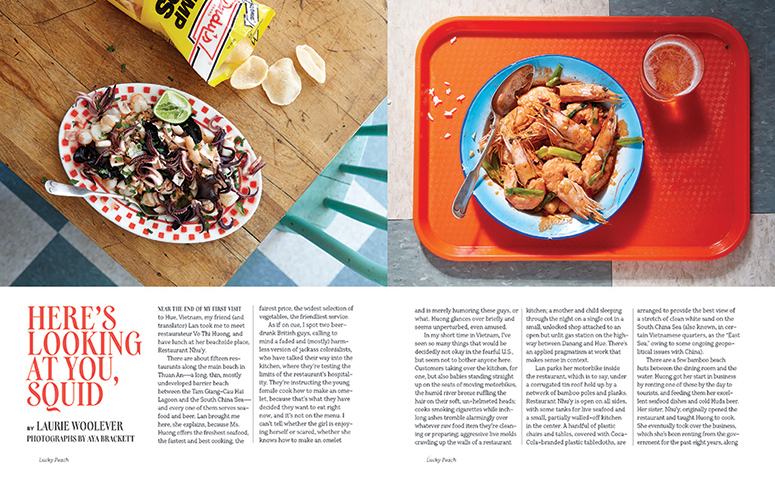 Rudy's
HERE'S
LOOKING
AT YOU,
SQUID
BY LAURIE WOOLEVER
PHOTOGRAPHS BY AYA BRACKETT
NEAR THE END OF MY FIRST VISIT
to Hue, Vietnam, my friend (and
translator) Lan took me to meet
restaurateur Vo Thi Huong, and
have lunch at her beachside place,
Restaurant Nhu'y.
There are about fifteen res-
taurants along the main beach in
Thuan An—a long, thin, mostly
undeveloped barrier beach
between the Tam Giang–Cau Hai
Lagoon and the South China Sea—
and every one of them serves sea-
food and beer. Lan brought me
here, she explains, because Ms.
Huong offers the freshest seafood,
the fastest and best cooking, the
fairest price, the widest selection of
vegetables, the friendliest service.
As if on cue, I spot two beer-
drunk British guys, calling to
mind a faded (and mostly) harm-
less version of jackass colonialists,
who have talked their way into the
kitchen, where they're testing the
limits of the restaurant's hospital-
ity. They're instructing the young
female cook how to make an ome-
let, because that's what they have
decided they want to eat right
now, and it's not on the menu. I
can't tell whether the girl is enjoy-
ing herself or scared, whether she
knows how to make an omelet
and is merely humoring these guys, or
what. Huong glances over briefly and
seems unperturbed, even amused.
In my short time in Vietnam, I've
seen so many things that would be
decidedly not okay in the fearful U.S.,
but seem not to bother anyone here.
Customers taking over the kitchen, for
one, but also babies standing straight
up on the seats of moving motorbikes,
the humid river breeze ruffling the
hair on their soft, un-helmeted heads;
cooks smoking cigarettes while inch-
long ashes tremble alarmingly over
whatever raw food item they're clean-
ing or preparing; aggressive live molds
crawling up the walls of a restaurant
kitchen; a mother and child sleeping
through the night on a single cot in a
small, unlocked shop attached to an
open but unlit gas station on the high-
way between Danang and Hue. There's
an applied pragmatism at work that
makes sense in context.
Lan parks her motorbike inside
the restaurant, which is to say, under
a corrugated tin roof held up by a
network of bamboo poles and planks.
Restaurant Nhu'y is open on all sides,
with some tanks for live seafood and
a small, partially walled-off kitchen
in the center. A handful of plastic
chairs and tables, covered with Coca-
Cola–branded plastic tablecloths, are
arranged to provide the best view of
a stretch of clean white sand on the
South China Sea (also known, in cer-
tain Vietnamese quarters, as the "East
Sea," owing to some ongoing geopo-
litical issues with China).
There are a few bamboo beach
huts between the dining room and the
water. Huong got her start in business
by renting one of these by the day to
tourists, and feeding them her excel-
lent seafood dishes and cold Huda beer.
Her sister, Nhu'y, originally opened the
restaurant and taught Huong to cook.
She eventually took over the business,
which she's been renting from the gov-
ernment for the past eight years, along
Lucky Peach
Lucky Peach